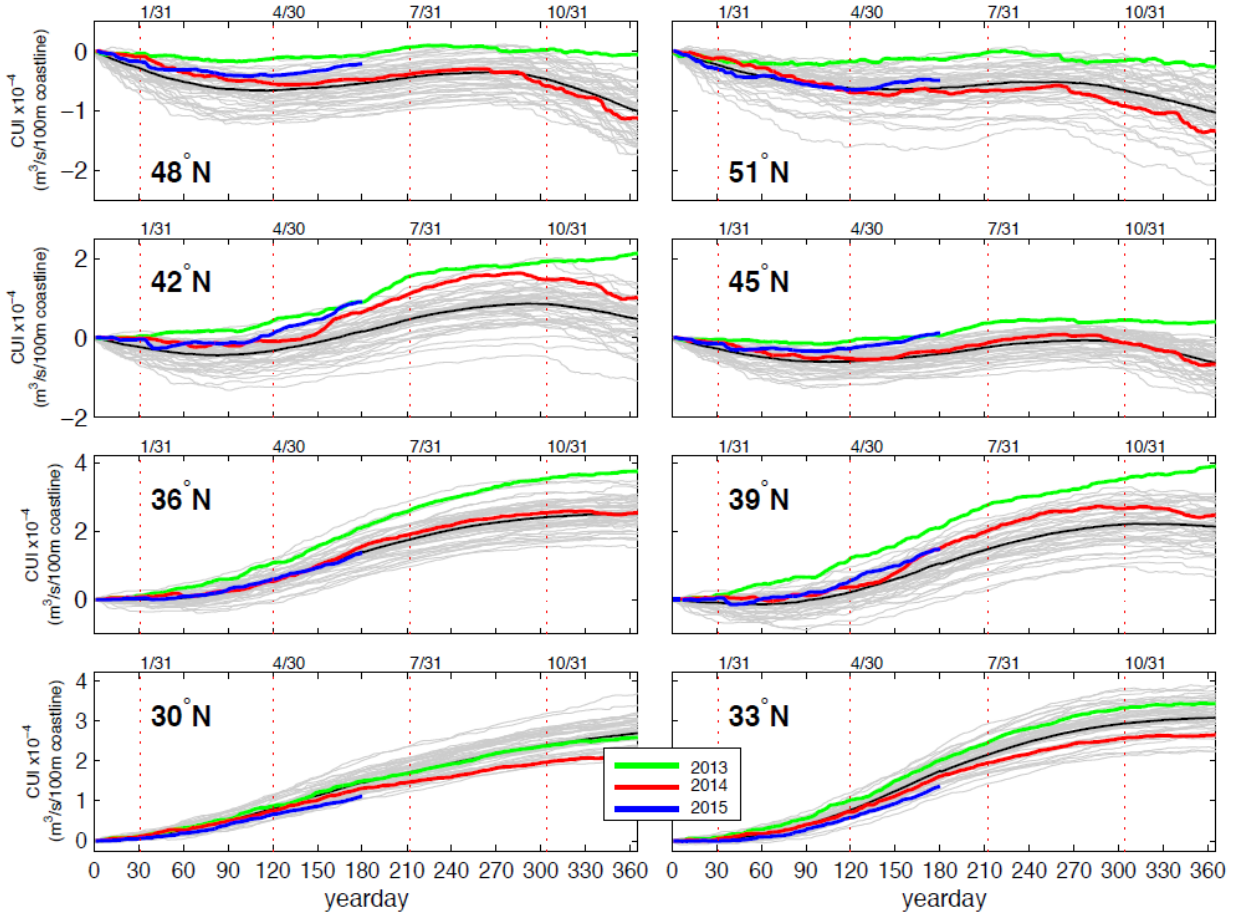 1/31 4/30 7/31 10/31
1/31 4/30 7/31 10/31
CUI x10⁻⁴
(m³/s/100m coastline)
0
−1
−2
48°N
0
−1
−2
51°N
1/31 4/30 7/31 10/31
1/31 4/30 7/31 10/31
CUI x10⁻⁴
(m³/s/100m coastline)
2
0
−2
42°N
2
0
−2
45°N
1/31 4/30 7/31 10/31
1/31 4/30 7/31 10/31
CUI x10⁻⁴
(m³/s/100m coastline)
4
2
0
36°N
4
2
0
39°N
1/31 4/30 7/31 10/31
1/31 4/30 7/31 10/31
CUI x10⁻⁴
(m³/s/100m coastline)
4
3
2
1
0
30°N
4
3
2
1
0
33°N
2013
2014
2015
0 30 60 90 120 150 180 210 240 270 300 330 360
0 30 60 90 120 150 180 210 240 270 300 330 360
yearday
yearday